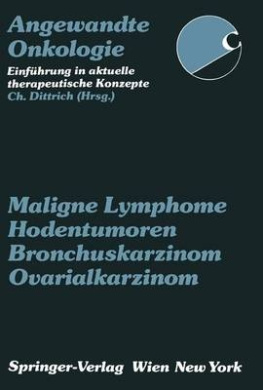 Angewandte
Onkologie
Einführung in aktuelle
therapeutische Konzepte
Ch. Dittrich (Hrsg.)
Maligne Lymphome
Hodentumoren
Bronchuskarzinom
Ovarialkarzinom
Springer-Verlag Wien New York